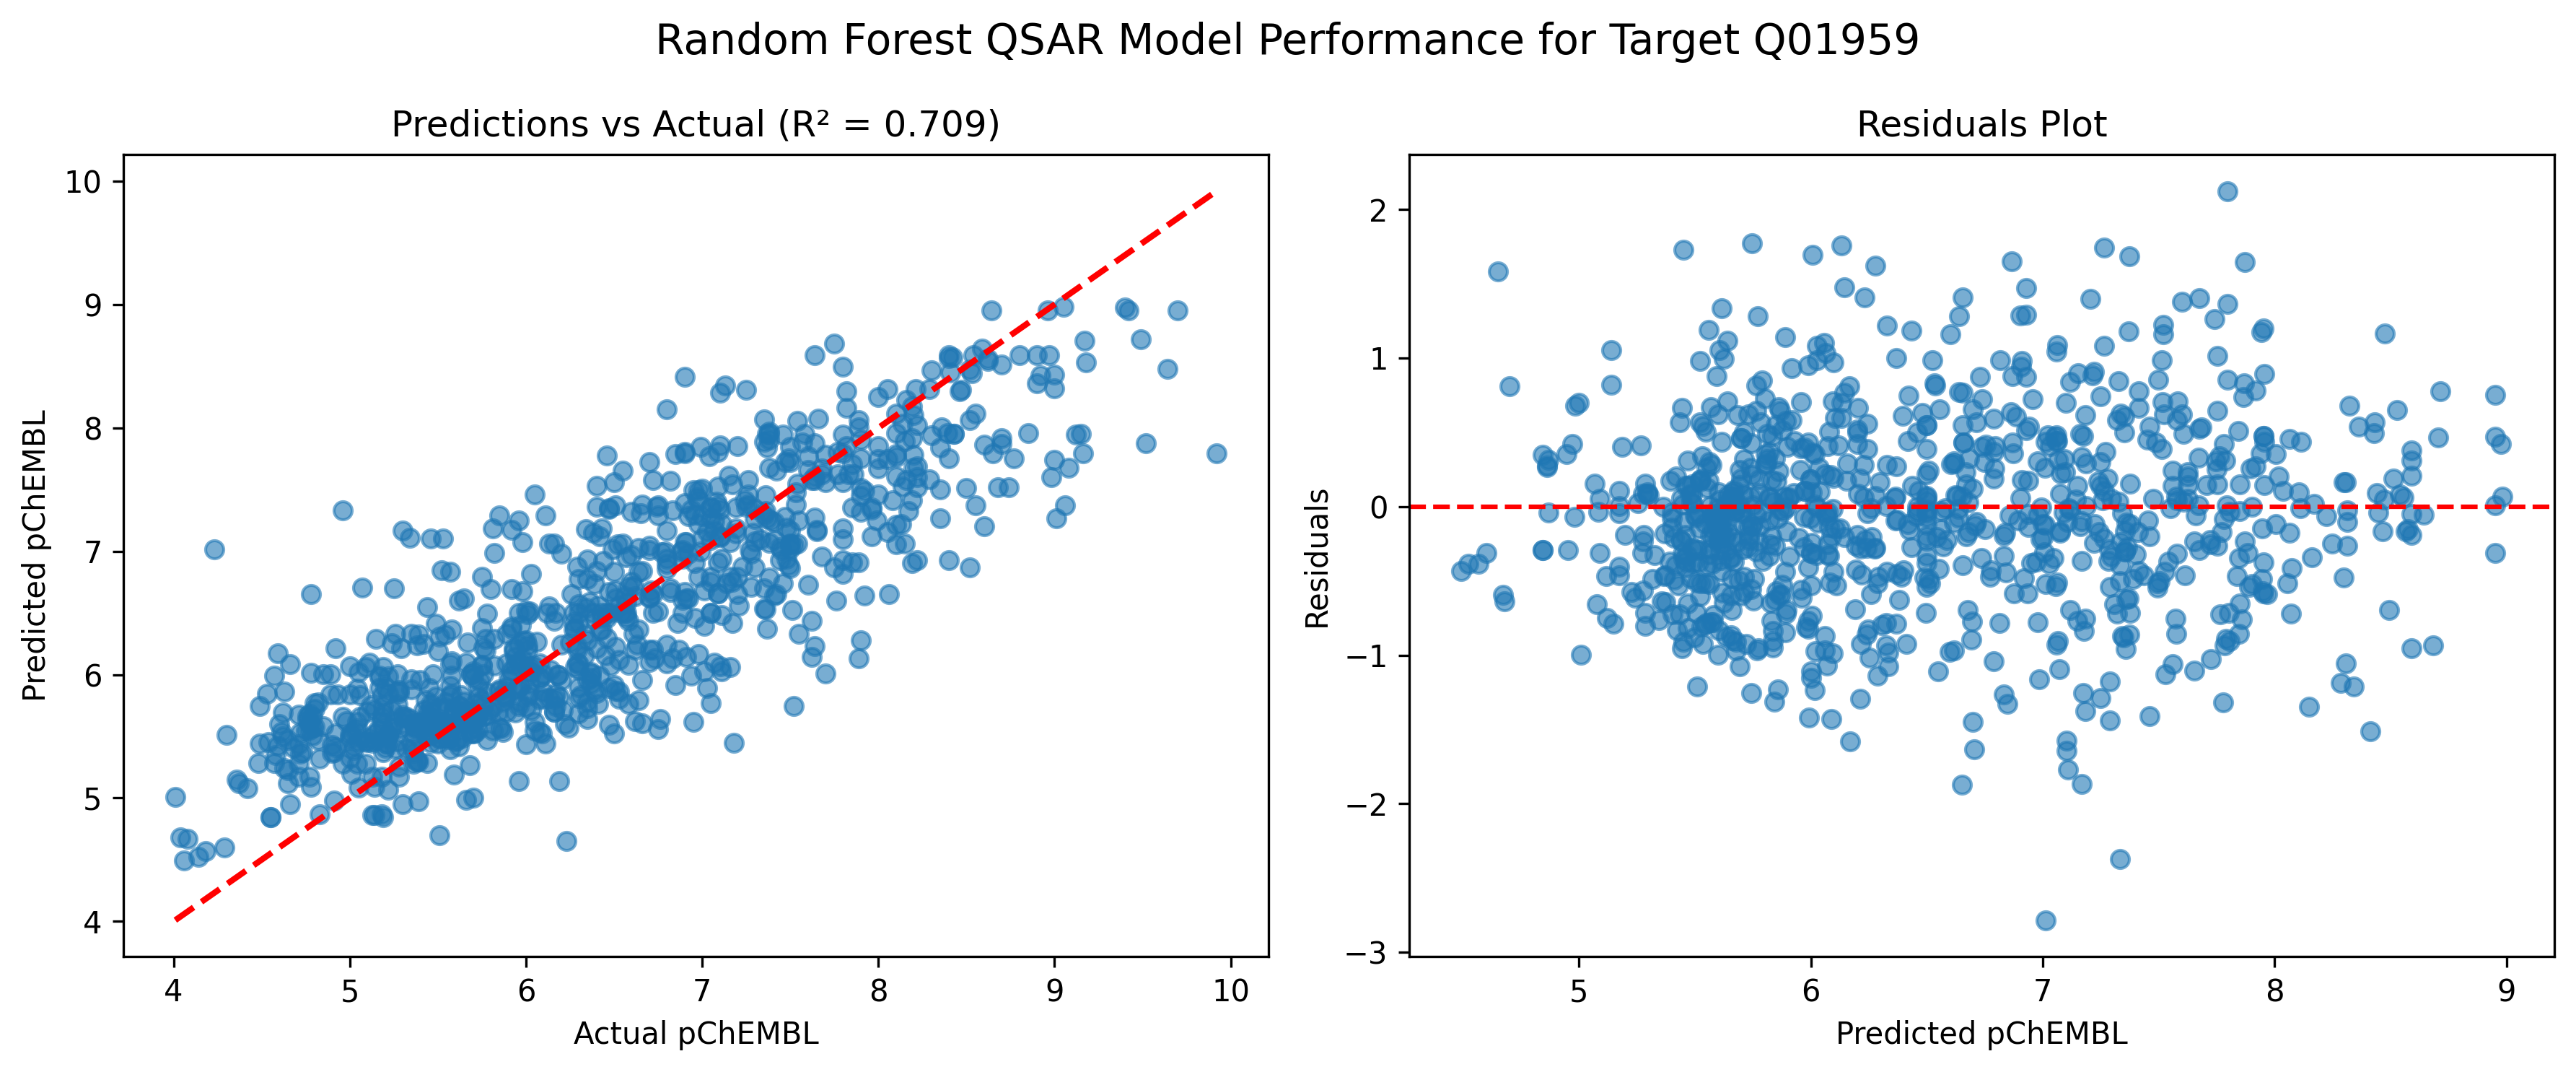 Random Forest QSAR Model Performance for Target Q01959
Predictions vs Actual (R² = 0.709)
10
9
8
7
6
5
4
Predicted pChEMBL
4 5 6 7 8 9 10
Actual pChEMBL
Residuals Plot
2
1
0
−1
−2
−3
Residuals
5 6 7 8 9
Predicted pChEMBL